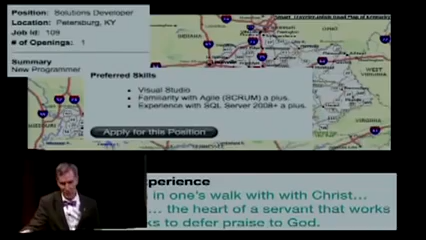 Position: Solutions Developer
Location: Petersburg, KY
Job Id: 109
# of Openings: 1
Summary
New Programmer
INDIANA
WEST
VIRGINIA
Preferred Skills
• Visual Studio
• Familiarity with Agile (SCRUM) a plus.
• Experience with SQL Server 2008+ a plus.
Apply for this Position
perience
in one's walk with with Christ...
... the heart of a servant that works
ks to defer praise to God.